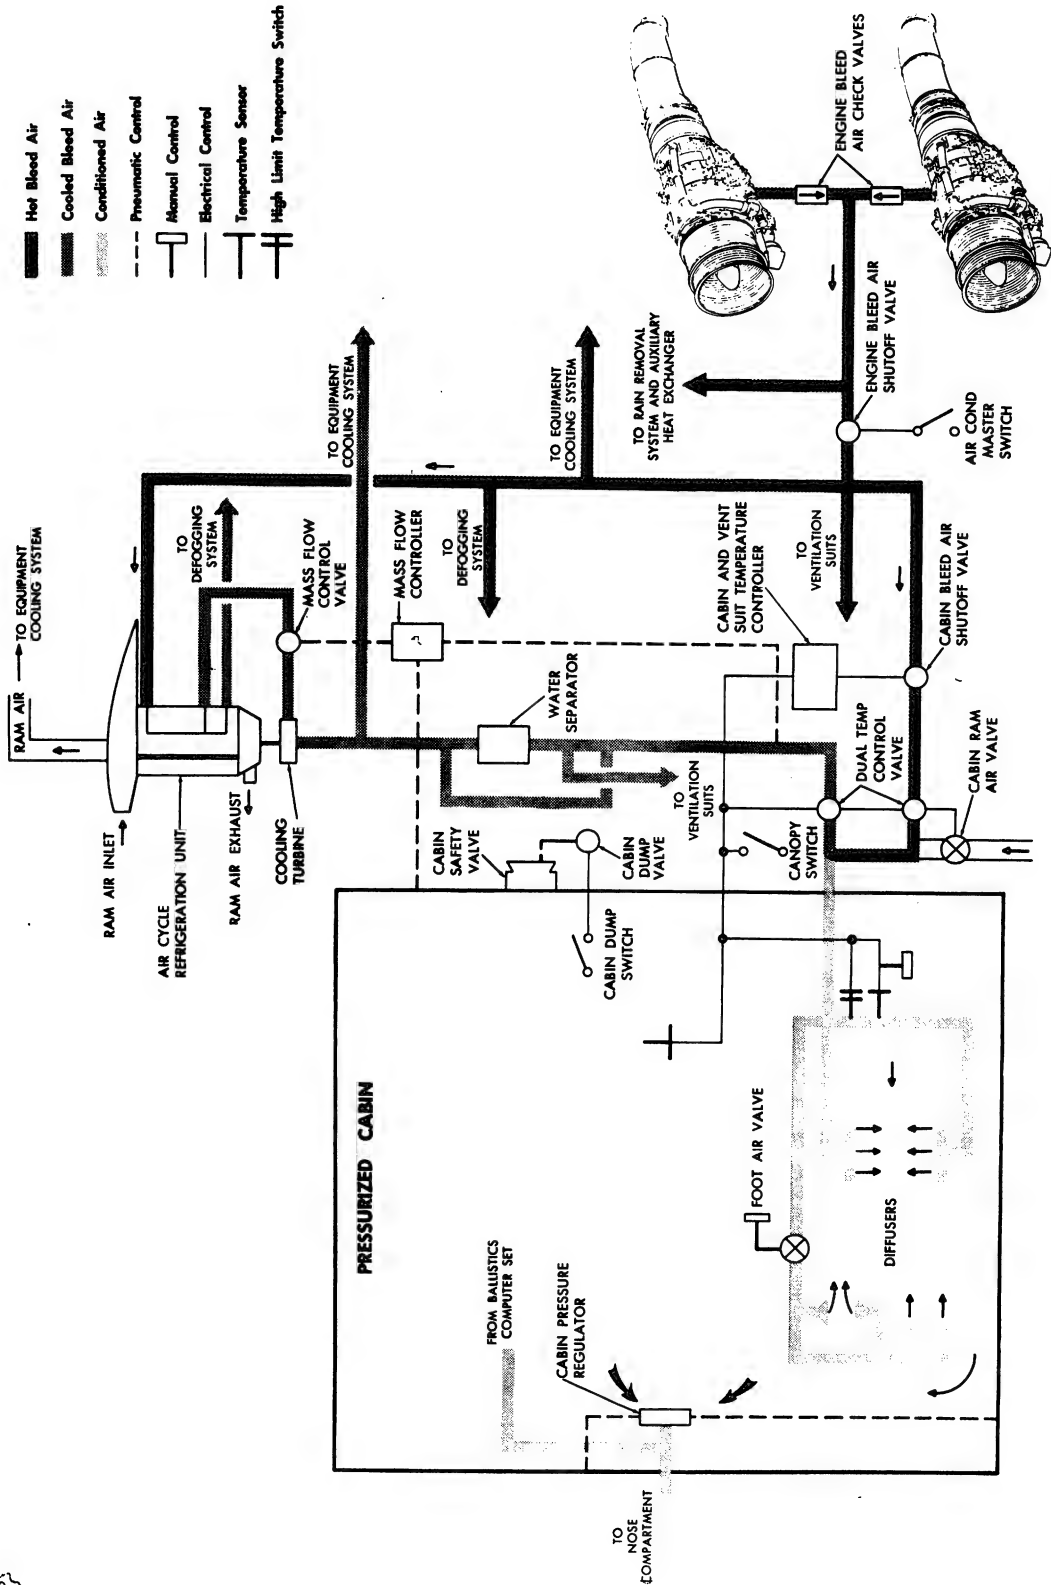 Hot Bleed Air
Cooled Bleed Air
Conditioned Air
Pneumatic Control
Manual Control
Electrical Control
Temperature Sensor
High Limit Temperature Switch
RAM AIR
TO EQUIPMENT
COOLING SYSTEM
RAM AIR INLET
AIR CYCLE
REFRIGERATION UNIT
RAM AIR EXHAUST
COOLING
TURBINE
TO
DEFOGGING
SYSTEM
MASS FLOW
CONTROL
VALVE
TO EQUIPMENT
COOLING SYSTEM
MASS FLOW
CONTROLLER
TO
DEFOGGING
SYSTEM
TO EQUIPMENT
COOLING SYSTEM
TO RAIN REMOVAL
SYSTEM AND AUXILIARY
HEAT EXCHANGER
ENGINE BLEED
AIR CHECK VALVES
ENGINE BLEED AIR
SHUTOFF VALVE
AIR COND
MASTER
SWITCH
CABIN AND VENT
SUIT TEMPERATURE
CONTROLLER
TO
VENTILATION
SUITS
CABIN BLEED AIR
SHUTOFF VALVE
WATER
SEPARATOR
TO
VENTILATION
SUITS
DUAL TEMP
CONTROL
VALVE
CABIN RAM
AIR VALVE
CABIN
SAFETY
VALVE
CABIN
DUMP
VALVE
CANOPY
SWITCH
CABIN DUMP
SWITCH
PRESSURIZED CABIN
FROM BALLISTICS
COMPUTER SET
CABIN PRESSURE
REGULATOR
FOOT AIR VALVE
DIFFUSERS
TO
NOSE
COMPARTMENT